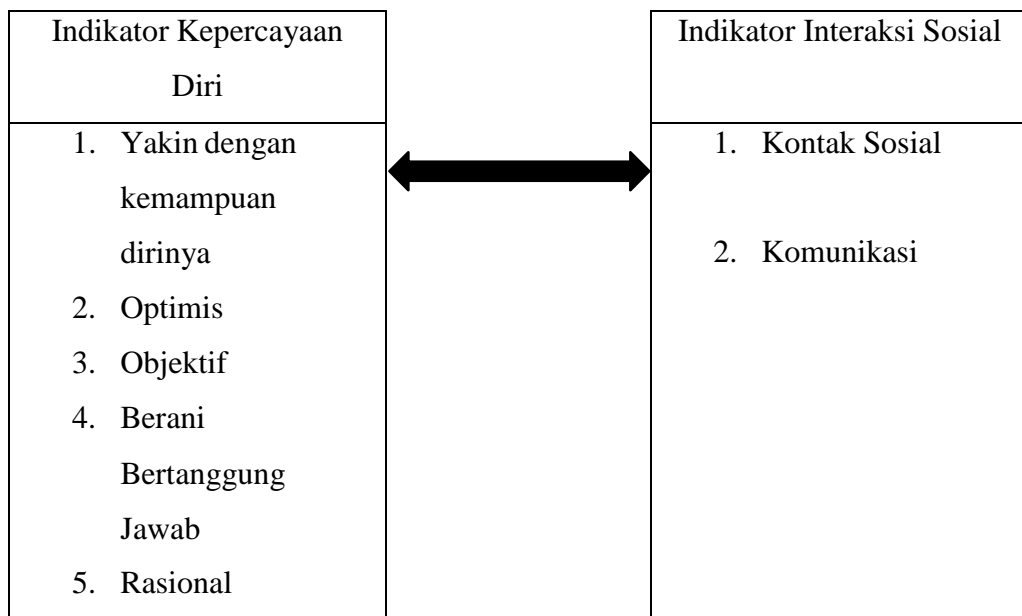 Indikator Kepercayaan
Diri
1. Yakin dengan
kemampuan
dirinya
2. Optimis
3. Objektif
4. Berani
Bertanggung
Jawab
5. Rasional
Indikator Interaksi Sosial
1. Kontak Sosial
2. Komunikasi